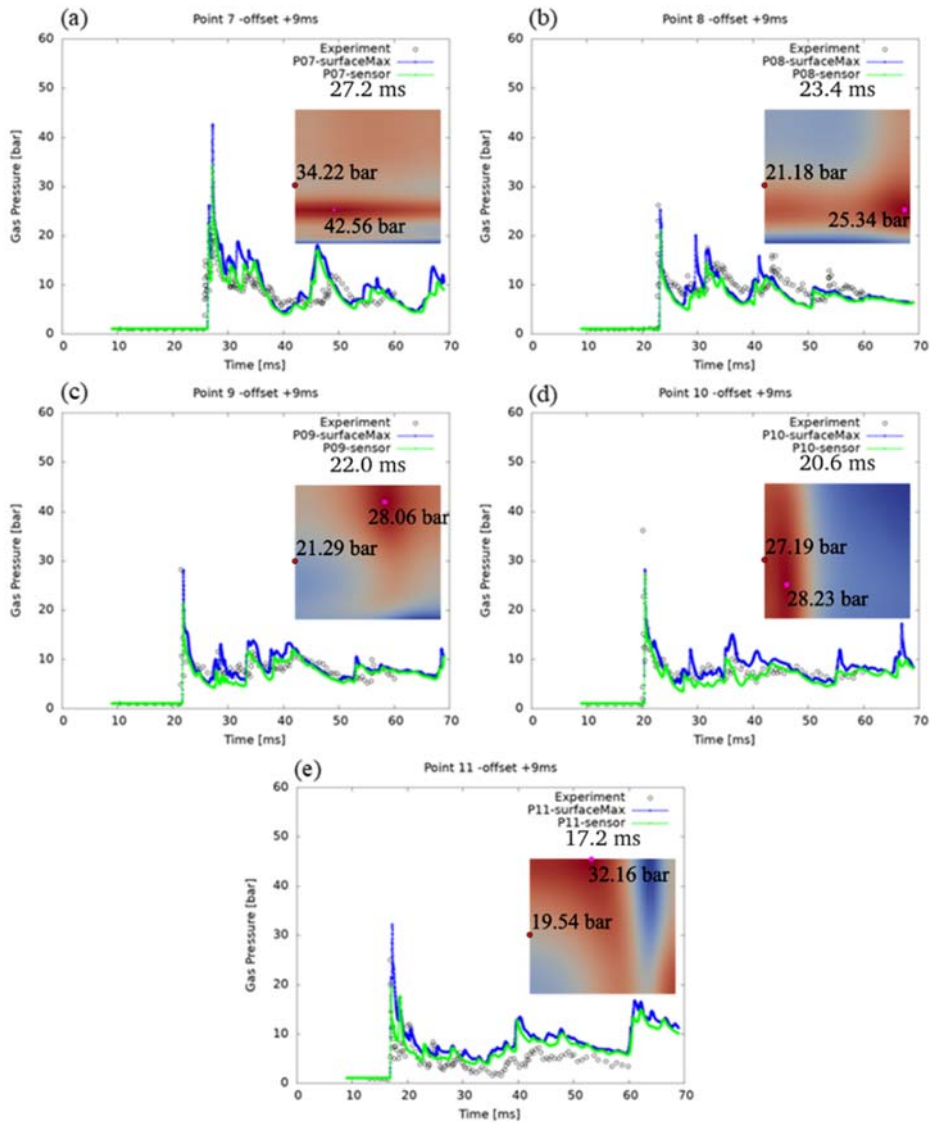 (a)
Point 7 -offset +9ms
Gas Pressure [bar]
60
50
40
30
20
10
0
Experiment
P07-surfaceMax
P07-sensor
27.2 ms
34.22 bar
42.56 bar
0 10 20 30 40 50 60 70
Time [ms]
(b)
Point 8 -offset +9ms
Gas Pressure [bar]
60
50
40
30
20
10
0
Experiment
P08-surfaceMax
P08-sensor
23.4 ms
21.18 bar
25.34 bar
0 10 20 30 40 50 60 70
Time [ms]
(c)
Point 9 -offset +9ms
Gas Pressure [bar]
60
50
40
30
20
10
0
Experiment
P09-surfaceMax
P09-sensor
22.0 ms
28.06 bar
21.29 bar
0 10 20 30 40 50 60 70
Time [ms]
(d)
Point 10 -offset +9ms
Gas Pressure [bar]
60
50
40
30
20
10
0
Experiment
P10-surfaceMax
P10-sensor
20.6 ms
27.19 bar
28.23 bar
0 10 20 30 40 50 60 70
Time [ms]
(e)
Point 11 -offset +9ms
Gas Pressure [bar]
60
50
40
30
20
10
0
Experiment
P11-surfaceMax
P11-sensor
17.2 ms
32.16 bar
19.54 bar
0 10 20 30 40 50 60 70
Time [ms]